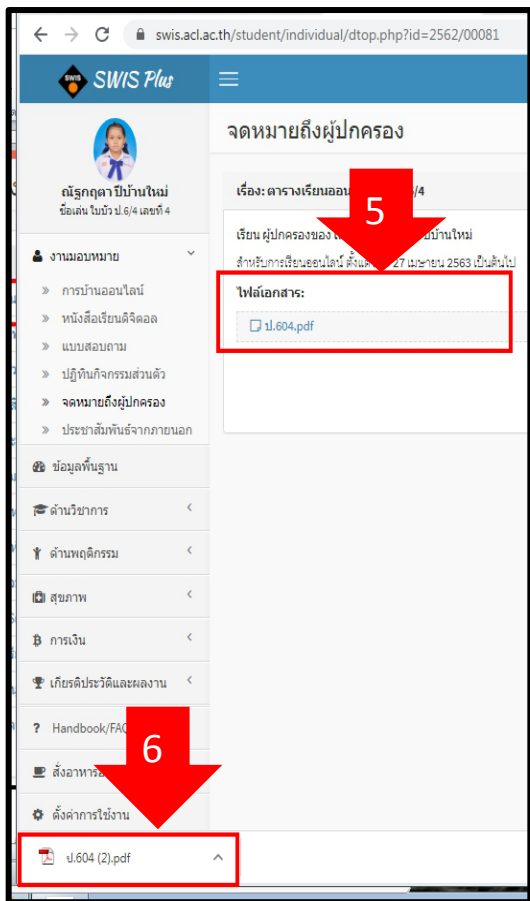 swis.acl.ac.th/student/individual/dtop.php?id=2562/00081
SWIS Plus
จดหมายถึงผู้ปกครอง
ณัฐกฤตา ปีบ้านใหม่
ชื่อเล่น ใบบัว ป.6/4 เลขที่ 4
เรื่อง: ตารางเรียนออน /4
5
เรียน ผู้ปกครองของ บ้านใหม่
สำหรับการเรียนออนไลน์ ตั้งแต่ 27 เมษายน 2563 เป็นต้นไป
ไฟล์เอกสาร:
ป.604.pdf
งานมอบหมาย
» การบ้านออนไลน์
» หนังสือเรียนดิจิตอล
» แบบสอบถาม
» ปฏิทินกิจกรรมส่วนตัว
» จดหมายถึงผู้ปกครอง
» ประชาสัมพันธ์จากภายนอก
ข้อมูลพื้นฐาน
ด้านวิชาการ
ด้านพฤติกรรม
สุขภาพ
การเงิน
เกียรติประวัติและผลงาน
? Handbook/FAQ
6
สั่งอาหาร
ตั้งค่าการใช้งาน
ป.604 (2).pdf